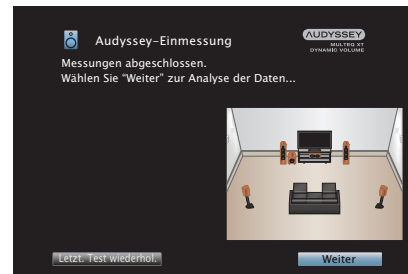 Audyssey-Einmessung
AUDYSSEY
MULTEQ XT
DYNAMIC VOLUME
Messungen abgeschlossen.
Wählen Sie “Weiter” zur Analyse der Daten...
Letzt. Test wiederhol.
Weiter